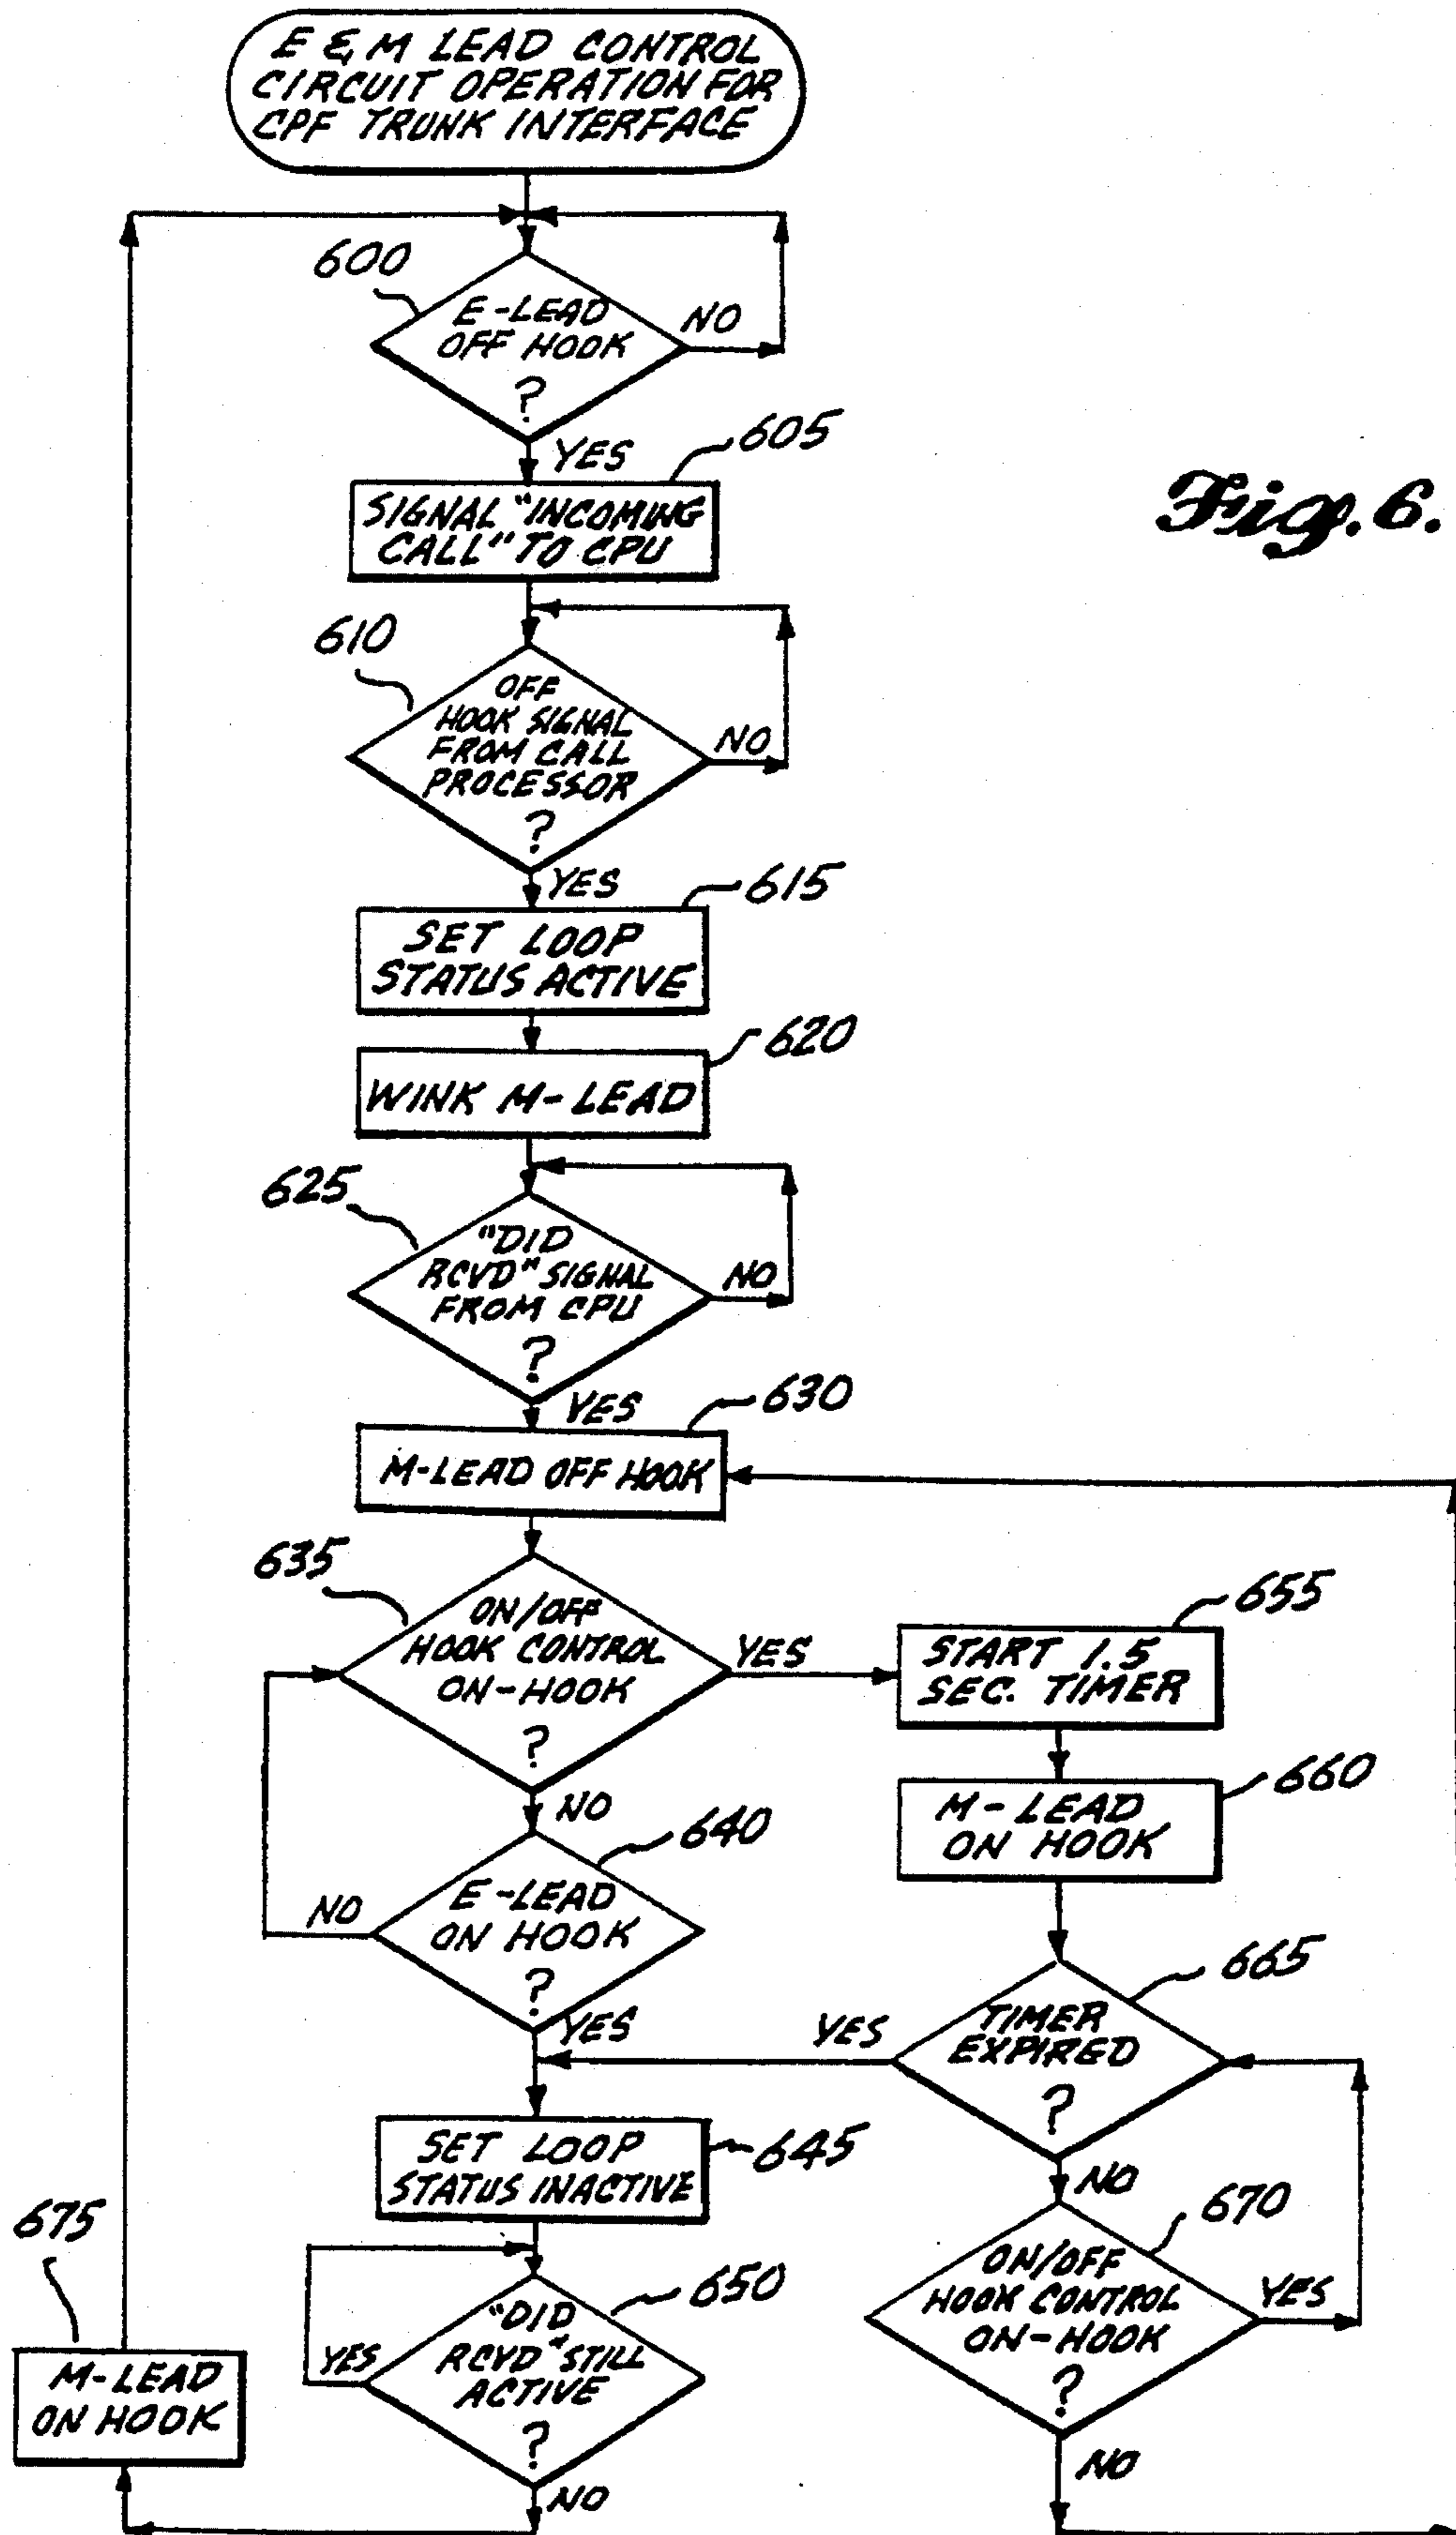 E & M LEAD CONTROL
CIRCUIT OPERATION FOR
CPF TRUNK INTERFACE
600
E-LEAD
OFF HOOK
?
NO
YES
605
SIGNAL "INCOMING
CALL" TO CPU
Fig. 6.
610
OFF
HOOK SIGNAL
FROM CALL
PROCESSOR
?
NO
YES
615
SET LOOP
STATUS ACTIVE
620
WINK M-LEAD
625
"DID
RCVD" SIGNAL
FROM CPU
?
NO
YES
630
M-LEAD OFF HOOK
635
ON/OFF
HOOK CONTROL
ON-HOOK
?
YES
NO
655
START 1.5
SEC. TIMER
660
M-LEAD
ON HOOK
640
E-LEAD
ON HOOK
?
NO
YES
665
TIMER
EXPIRED
?
YES
NO
645
SET LOOP
STATUS INACTIVE
670
ON/OFF
HOOK CONTROL
ON-HOOK
?
YES
NO
650
"DID
RCVD" STILL
ACTIVE
?
YES
NO
675
M-LEAD
ON HOOK